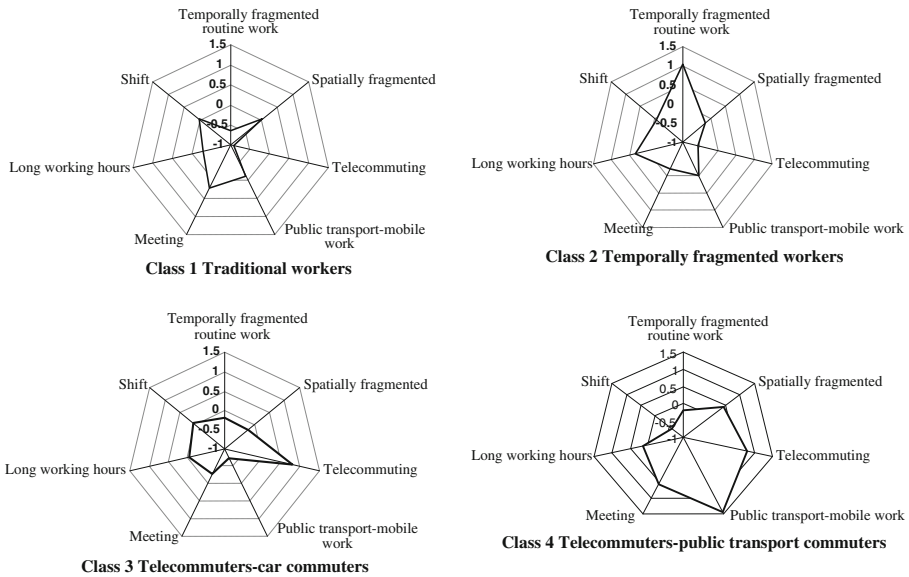 Temporally fragmented
routine work
1.5
1
0.5
0
-0.5
-1
Shift
Spatially fragmented
Long working hours
Telecommuting
Meeting
Public transport-mobile
work
Class 1 Traditional workers
Temporally fragmented
routine work
1.5
1
0.5
0
-0.5
-1
Shift
Spatially fragmented
Long working hours
Telecommuting
Meeting
Public transport-mobile work
Class 2 Temporally fragmented workers
Temporally fragmented
routine work
1.5
1
0.5
0
-0.5
-1
Shift
Spatially fragmented
Long working hours
Telecommuting
Meeting
Public transport-mobile
work
Class 3 Telecommuters-car commuters
Temporally fragmented
routine work
1.5
1
0.5
0
-0.5
-1
Shift
Spatially fragmented
Long working hours
Telecommuting
Meeting
Public transport-mobile work
Class 4 Telecommuters-public transport commuters